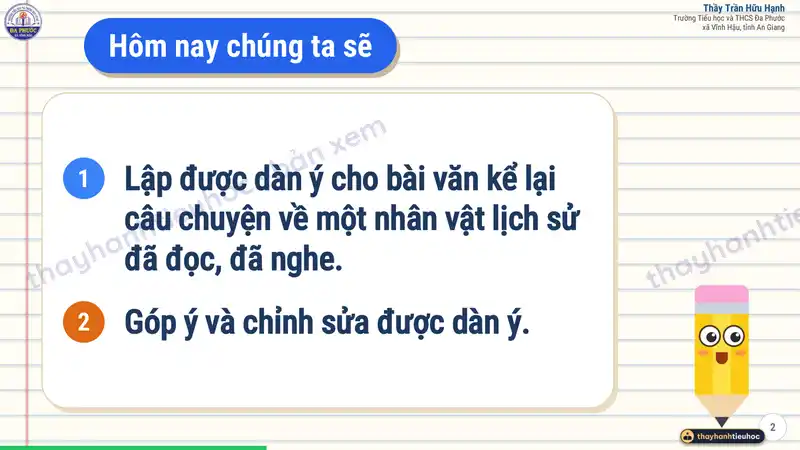 Thầy Trần Hữu Hạnh
Trường Tiểu học và THCS Đa Phước
xã Vĩnh Hậu, tỉnh An Giang
ĐA PHƯỚC
Hôm nay chúng ta sẽ
1 Lập được dàn ý cho bài văn kể lại
câu chuyện về một nhân vật lịch sử
đã đọc, đã nghe.
2 Góp ý và chỉnh sửa được dàn ý.
thayhanhtieuhoc
2